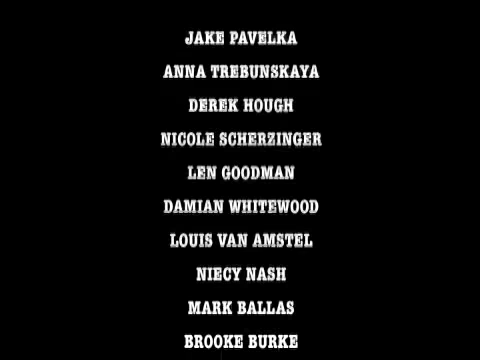 JAKE PAVELKA
ANNA TREBUNSKAYA
DEREK HOUGH
NICOLE SCHERZINGER
LEN GOODMAN
DAMIAN WHITEWOOD
LOUIS VAN AMSTEL
NIECY NASH
MARK BALLAS
BROOKE BURKE